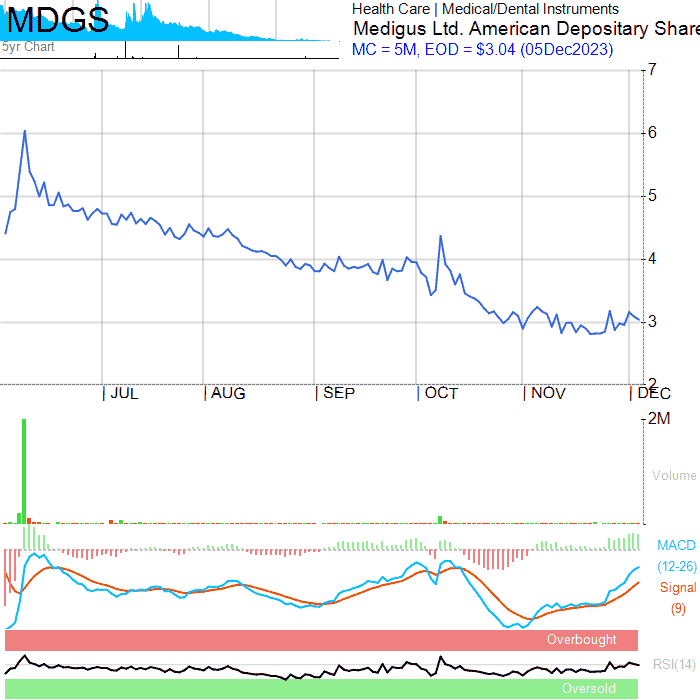 MDGS
5yr Chart
Health Care | Medical/Dental Instruments
Medigus Ltd. American Depositary Share
MC = 5M, EOD = $3.04 (05Dec2023)
7
6
5
4
3
2
JUL AUG SEP OCT NOV DEC
2M
Volume
MACD
(12-26)
Signal
(9)
Overbought
RSI(14)
Oversold